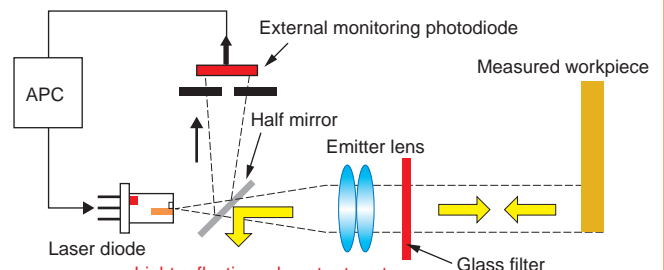 External monitoring photodiode
Measured workpiece
APC
Half mirror
Emitter lens
Laser diode
Glass filter